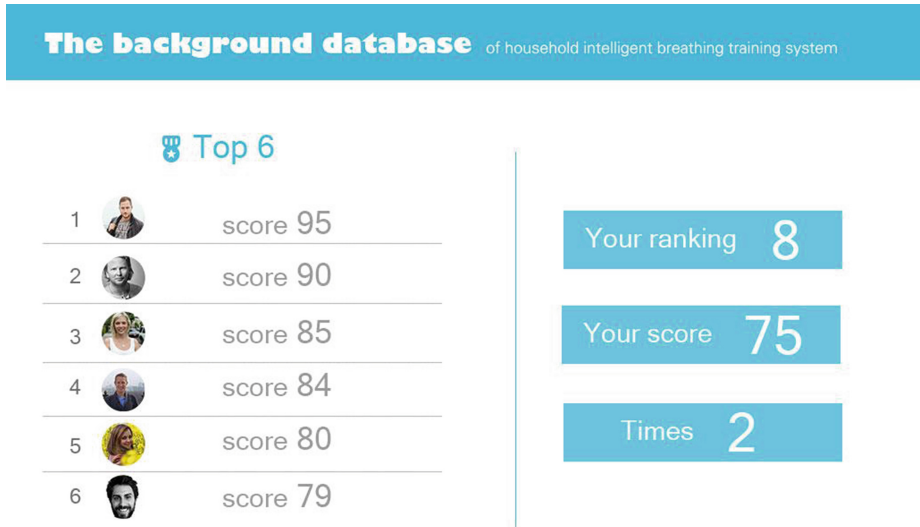 The background database of household intelligent breathing training system
Top 6
1 score 95
2 score 90
3 score 85
4 score 84
5 score 80
6 score 79
Your ranking 8
Your score 75
Times 2